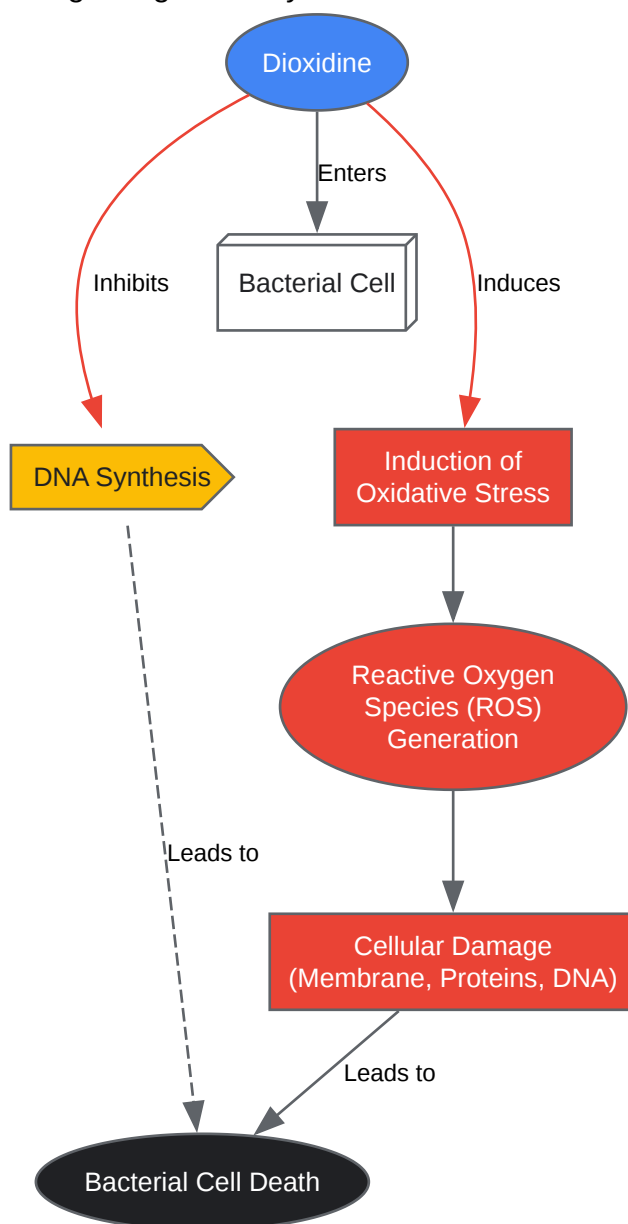 Dioxidine
Enters
Inhibits
Bacterial Cell
Induces
DNA Synthesis
Induction of
Oxidative Stress
Reactive Oxygen
Species (ROS)
Generation
Leads to
Cellular Damage
(Membrane, Proteins, DNA)
Leads to
Bacterial Cell Death